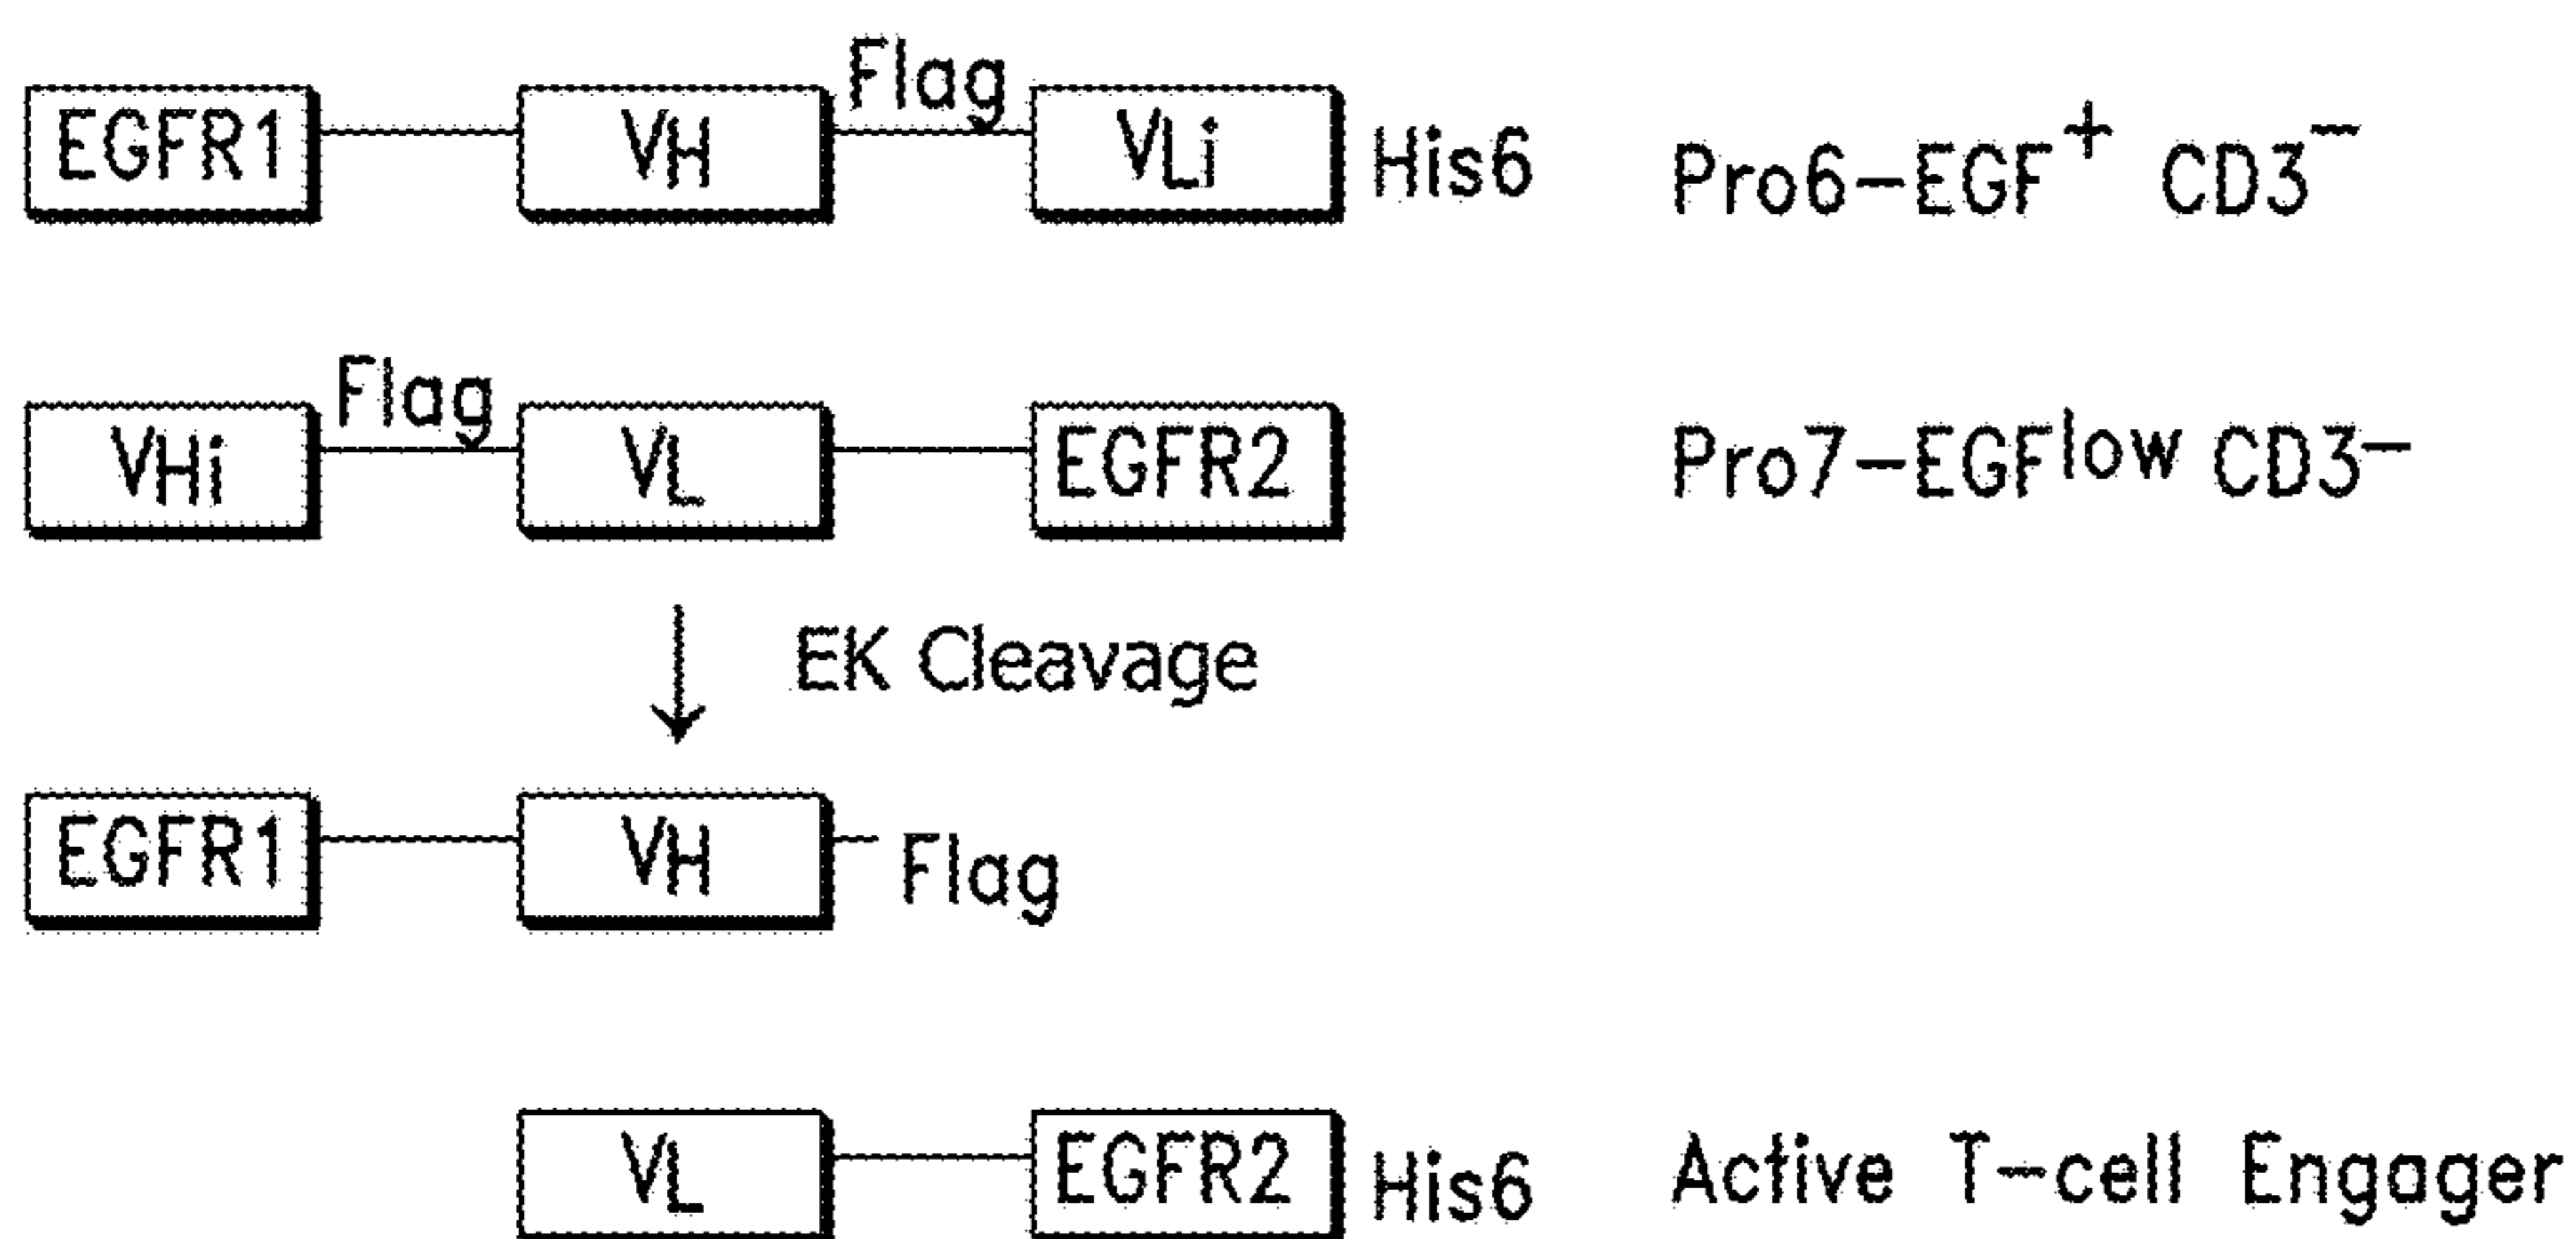 EGFR1 VH Flag VLi His6 Pro6-EGF+ CD3-
VHi Flag VL EGFR2 Pro7-EGFlow CD3-
EK Cleavage
EGFR1 VH Flag
VL EGFR2 His6 Active T-cell Engager